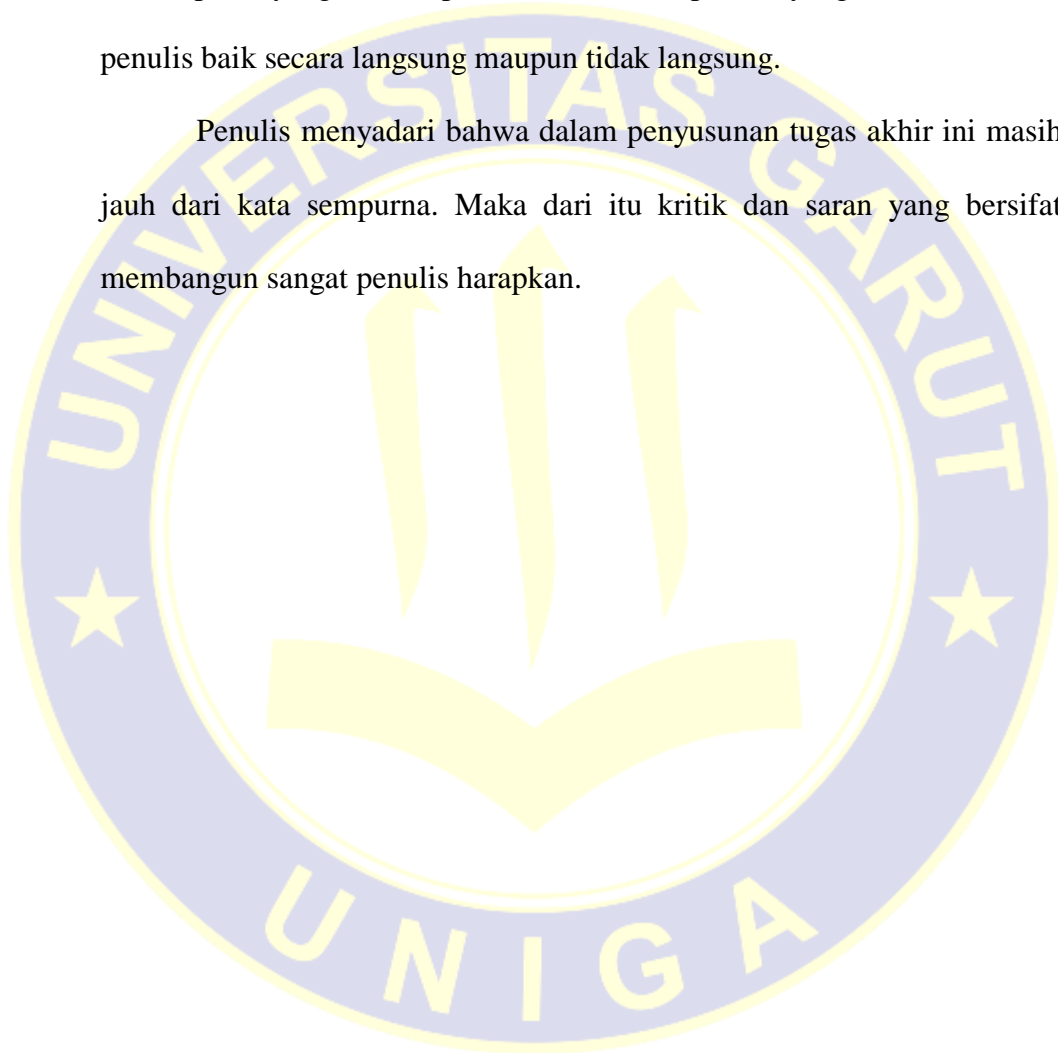 penulis baik secara langsung maupun tidak langsung.
Penulis menyadari bahwa dalam penyusunan tugas akhir ini masih
jauh dari kata sempurna. Maka dari itu kritik dan saran yang bersifat
membangun sangat penulis harapkan.
UNIVERSITAS GARUT
UNIGA